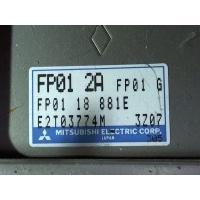 FP01 2A FP01 G
FP01 18 881E
E2T03774M 3Z07
MITSUBISHI ELECTRIC CORP.
JAPAN